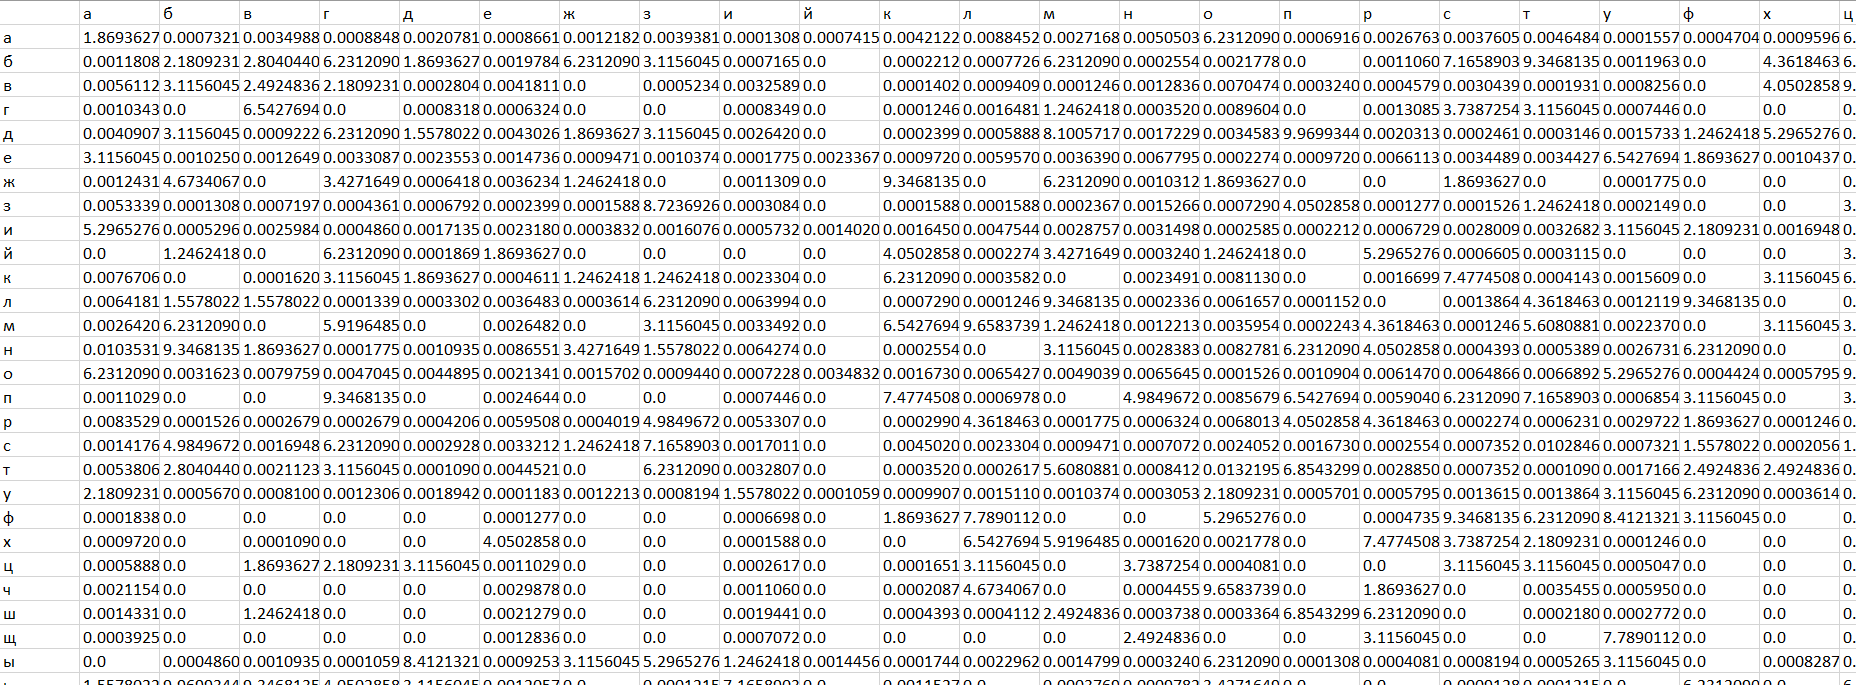 а б в г д е ж з и й к л м н о п р с т у ф х ц
а 1.8693627 0.0007321 0.0034988 0.0008848 0.0020781 0.0008661 0.0012182 0.0039381 0.0001308 0.0007415 0.0042122 0.0088452 0.0027168 0.0050503 6.2312090 0.0006916 0.0026763 0.0037605 0.0046484 0.0001557 0.0004704 0.0009596 6.
б 0.0011808 2.1809231 2.8040440 6.2312090 1.8693627 0.0019784 6.2312090 3.1156045 0.0007165 0.0 0.0002212 0.0007726 6.2312090 0.0002554 0.0021778 0.0 0.0011060 7.1658903 9.3468135 0.0011963 0.0 4.3618463 6.
в 0.0056112 3.1156045 2.4924836 2.1809231 0.0002804 0.0041811 0.0 0.0005234 0.0032589 0.0 0.0001402 0.0009409 0.0001246 0.0012836 0.0070474 0.0003240 0.0004579 0.0030439 0.0001931 0.0008256 0.0 4.0502858 9.
г 0.0010343 0.0 6.5427694 0.0 0.0008318 0.0006324 0.0 0.0 0.0008349 0.0 0.0001246 0.0016481 1.2462418 0.0003520 0.0089604 0.0 0.0013085 3.7387254 3.1156045 0.0007446 0.0 0.0 0.
д 0.0040907 3.1156045 0.0009222 6.2312090 1.5578022 0.0043026 1.8693627 3.1156045 0.0026420 0.0 0.0002399 0.0005888 8.1005717 0.0017229 0.0034583 9.9699344 0.0020313 0.0002461 0.0003146 0.0015733 1.2462418 5.2965276 0.
е 3.1156045 0.0010250 0.0012649 0.0033087 0.0023553 0.0014736 0.0009471 0.0010374 0.0001775 0.0023367 0.0009720 0.0059570 0.0036390 0.0067795 0.0002274 0.0009720 0.0066113 0.0034489 0.0034427 6.5427694 1.8693627 0.0010437 0.
ж 0.0012431 4.6734067 0.0 3.4271649 0.0006418 0.0036234 1.2462418 0.0 0.0011309 0.0 9.3468135 0.0 6.2312090 0.0010312 1.8693627 0.0 0.0 1.8693627 0.0 0.0001775 0.0 0.0 0.
з 0.0053339 0.0001308 0.0007197 0.0004361 0.0006792 0.0002399 0.0001588 8.7236926 0.0003084 0.0 0.0001588 0.0001588 0.0002367 0.0015266 0.0007290 4.0502858 0.0001277 0.0001526 1.2462418 0.0002149 0.0 0.0 3.
и 5.2965276 0.0005296 0.0025984 0.0004860 0.0017135 0.0023180 0.0003832 0.0016076 0.0005732 0.0014020 0.0016450 0.0047544 0.0028757 0.0031498 0.0002585 0.0002212 0.0006729 0.0028009 0.0032682 3.1156045 2.1809231 0.0016948 0.
й 0.0 1.2462418 0.0 6.2312090 0.0001869 1.8693627 0.0 0.0 0.0 0.0 4.0502858 0.0002274 3.4271649 0.0003240 1.2462418 0.0 5.2965276 0.0006605 0.0003115 0.0 0.0 0.0 3.
к 0.0076706 0.0 0.0001620 3.1156045 1.8693627 0.0004611 1.2462418 1.2462418 0.0023304 0.0 6.2312090 0.0003582 0.0 0.0023491 0.0081130 0.0 0.0016699 7.4774508 0.0004143 0.0015609 0.0 3.1156045 6.
л 0.0064181 1.5578022 1.5578022 0.0001339 0.0003302 0.0036483 0.0003614 6.2312090 0.0063994 0.0 0.0007290 0.0001246 9.3468135 0.0002336 0.0061657 0.0001152 0.0 0.0013864 4.3618463 0.0012119 9.3468135 0.0 0.
м 0.0026420 6.2312090 0.0 5.9196485 0.0 0.0026482 0.0 3.1156045 0.0033492 0.0 6.5427694 9.6583739 1.2462418 0.0012213 0.0035954 0.0002243 4.3618463 0.0001246 5.6080881 0.0022370 0.0 3.1156045 3.
н 0.0103531 9.3468135 1.8693627 0.0001775 0.0010935 0.0086551 3.4271649 1.5578022 0.0064274 0.0 0.0002554 0.0 3.1156045 0.0028383 0.0082781 6.2312090 4.0502858 0.0004393 0.0005389 0.0026731 6.2312090 0.0 0.
о 6.2312090 0.0031623 0.0079759 0.0047045 0.0044895 0.0021341 0.0015702 0.0009440 0.0007228 0.0034832 0.0016730 0.0065427 0.0049039 0.0065645 0.0001526 0.0010904 0.0061470 0.0064866 0.0066892 5.2965276 0.0004424 0.0005795 9.
п 0.0011029 0.0 0.0 9.3468135 0.0 0.0024644 0.0 0.0 0.0007446 0.0 7.4774508 0.0006978 0.0 4.9849672 0.0085679 6.5427694 0.0059040 6.2312090 7.1658903 0.0006854 3.1156045 0.0 3.
р 0.0083529 0.0001526 0.0002679 0.0002679 0.0004206 0.0059508 0.0004019 4.9849672 0.0053307 0.0 0.0002990 4.3618463 0.0001775 0.0006324 0.0068013 4.0502858 4.3618463 0.0002274 0.0006231 0.0029722 1.8693627 0.0001246 0.
с 0.0014176 4.9849672 0.0016948 6.2312090 0.0002928 0.0033212 1.2462418 7.1658903 0.0017011 0.0 0.0045020 0.0023304 0.0009471 0.0007072 0.0024052 0.0016730 0.0002554 0.0007352 0.0102846 0.0007321 1.5578022 0.0002056 1.
т 0.0053806 2.8040440 0.0021123 3.1156045 0.0001090 0.0044521 0.0 6.2312090 0.0032807 0.0 0.0003520 0.0002617 5.6080881 0.0008412 0.0132195 6.8543299 0.0028850 0.0007352 0.0001090 0.0017166 2.4924836 2.4924836 0.
у 2.1809231 0.0005670 0.0008100 0.0012306 0.0018942 0.0001183 0.0012213 0.0008194 1.5578022 0.0001059 0.0009907 0.0015110 0.0010374 0.0003053 2.1809231 0.0005701 0.0005795 0.0013615 0.0013864 3.1156045 6.2312090 0.0003614 0.
ф 0.0001838 0.0 0.0 0.0 0.0 0.0001277 0.0 0.0 0.0006698 0.0 1.8693627 7.7890112 0.0 0.0 5.2965276 0.0 0.0004735 9.3468135 6.2312090 8.4121321 3.1156045 0.0 0.
х 0.0009720 0.0 0.0001090 0.0 0.0 4.0502858 0.0 0.0 0.0001588 0.0 0.0 6.5427694 5.9196485 0.0001620 0.0021778 0.0 7.4774508 3.7387254 2.1809231 0.0001246 0.0 0.0 0.
ц 0.0005888 0.0 1.8693627 2.1809231 3.1156045 0.0011029 0.0 0.0 0.0002617 0.0 0.0001651 3.1156045 0.0 3.7387254 0.0004081 0.0 0.0 3.1156045 3.1156045 0.0005047 0.0 0.0 0.
ч 0.0021154 0.0 0.0 0.0 0.0 0.0029878 0.0 0.0 0.0011060 0.0 0.0002087 4.6734067 0.0 0.0004455 9.6583739 0.0 1.8693627 0.0 0.0035455 0.0005950 0.0 0.0 0.
ш 0.0014331 0.0 1.2462418 0.0 0.0 0.0021279 0.0 0.0 0.0019441 0.0 0.0004393 0.0004112 2.4924836 0.0003738 0.0003364 6.8543299 6.2312090 0.0 0.0002180 0.0002772 0.0 0.0 0.
щ 0.0003925 0.0 0.0 0.0 0.0 0.0012836 0.0 0.0 0.0007072 0.0 0.0 0.0 0.0 2.4924836 0.0 0.0 3.1156045 0.0 0.0 7.7890112 0.0 0.0 0.
ы 0.0 0.0004860 0.0010935 0.0001059 8.4121321 0.0009253 3.1156045 5.2965276 1.2462418 0.0014456 0.0001744 0.0022962 0.0014799 0.0003240 6.2312090 0.0001308 0.0004081 0.0008194 0.0005265 3.1156045 0.0 0.0008287 0.